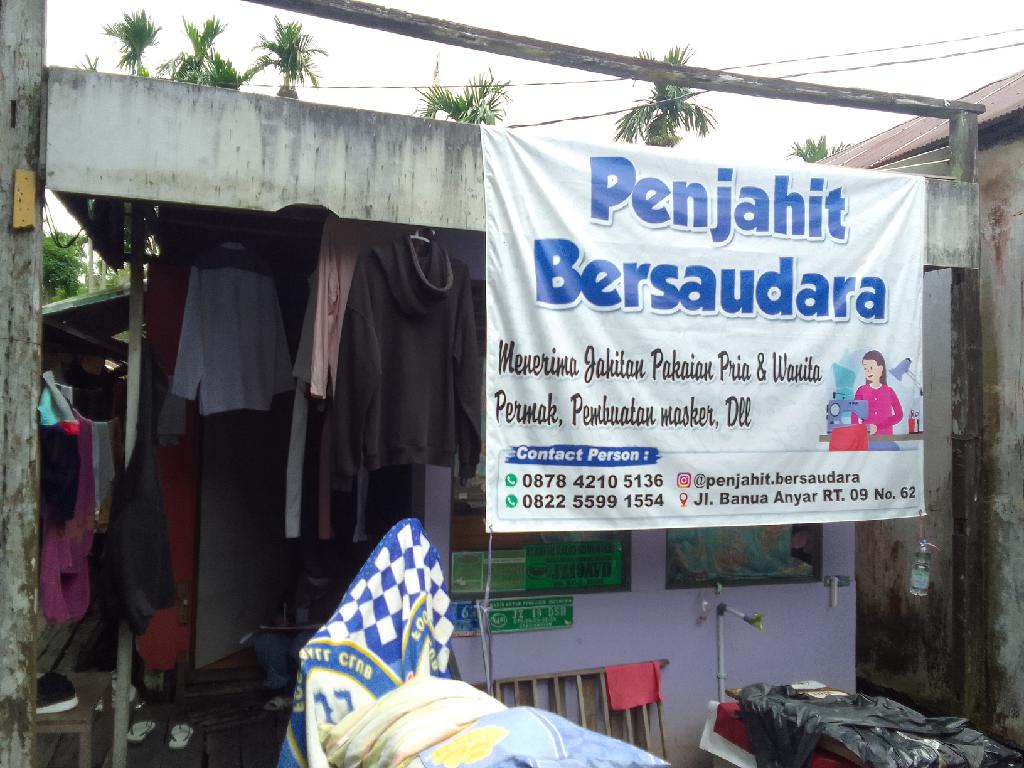 Penjahit
Bersaudara
Menerima Jahitan Pakaian Pria & Wanita
Permak, Pembuatan masker, Dll
Contact Person :
0878 4210 5136
@penjahit.bersaudara
0822 5599 1554
Jl. Banua Anyar RT. 09 No. 62